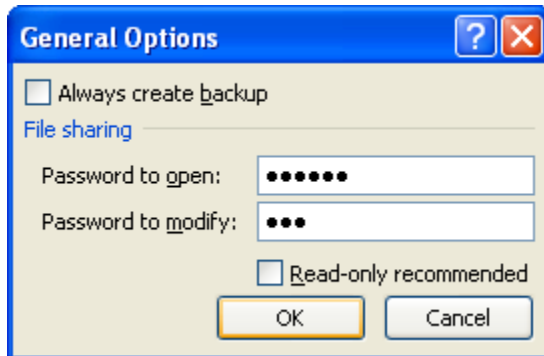 General Options
Always create backup
File sharing
Password to open: ••••••
Password to modify: •••
Read-only recommended
OK Cancel